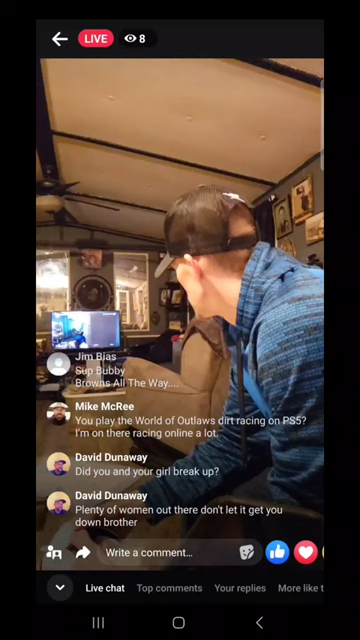 LIVE
8
Jim Bias
Sup Bubby
Browns All The Way....
Mike McRee
You play the World of Outlaws dirt racing on PS5?
I'm on there racing online a lot.
David Dunaway
Did you and your girl break up?
David Dunaway
Plenty of women out there don't let it get you
down brother
Write a comment...
Live chat Top comments Your replies More like t